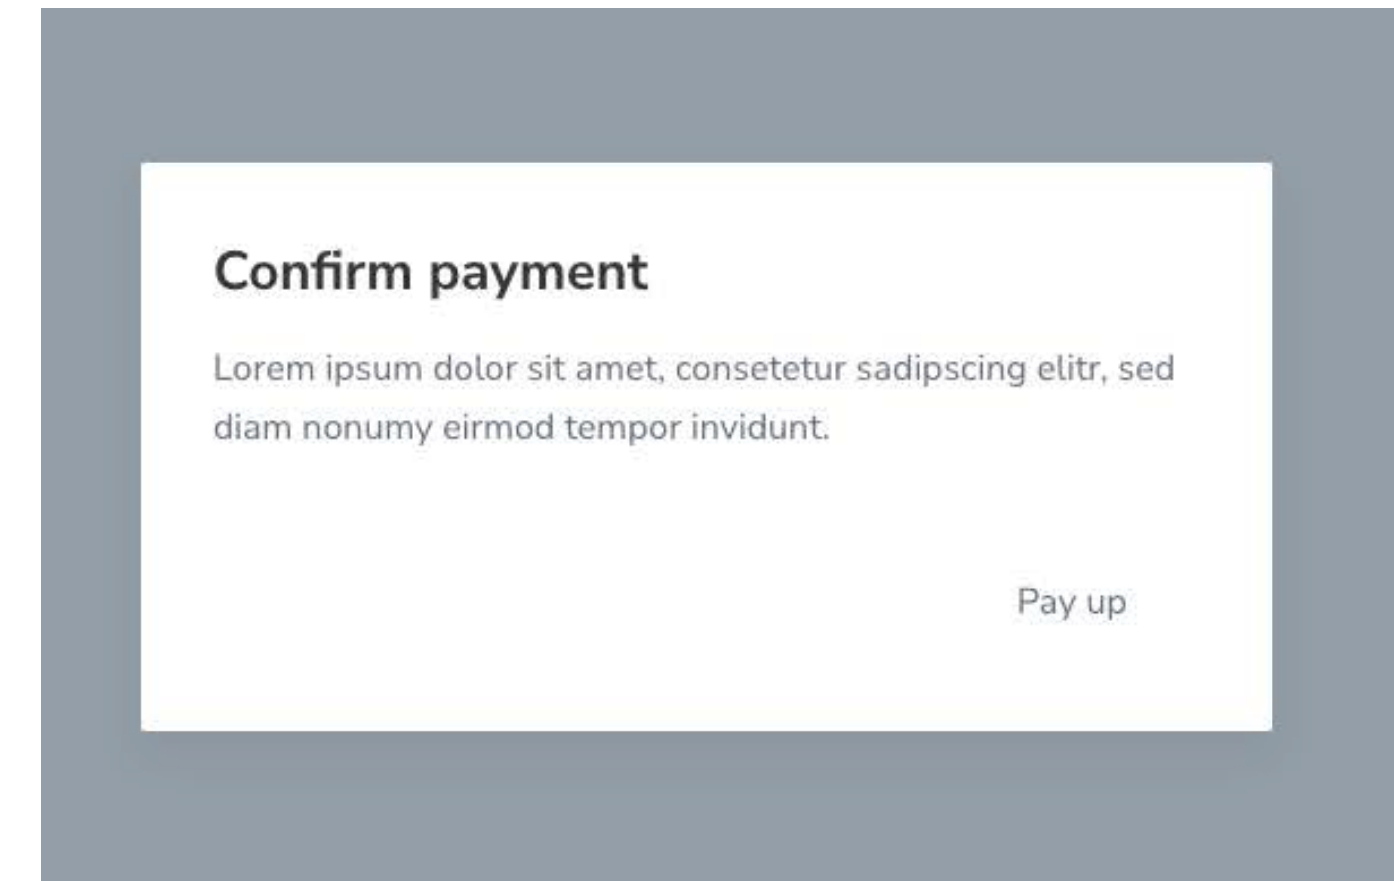 Confirm payment
Lorem ipsum dolor sit amet, consetetur sadipscing elitr, sed
diam nonumy eirmod tempor invidunt.
Pay up